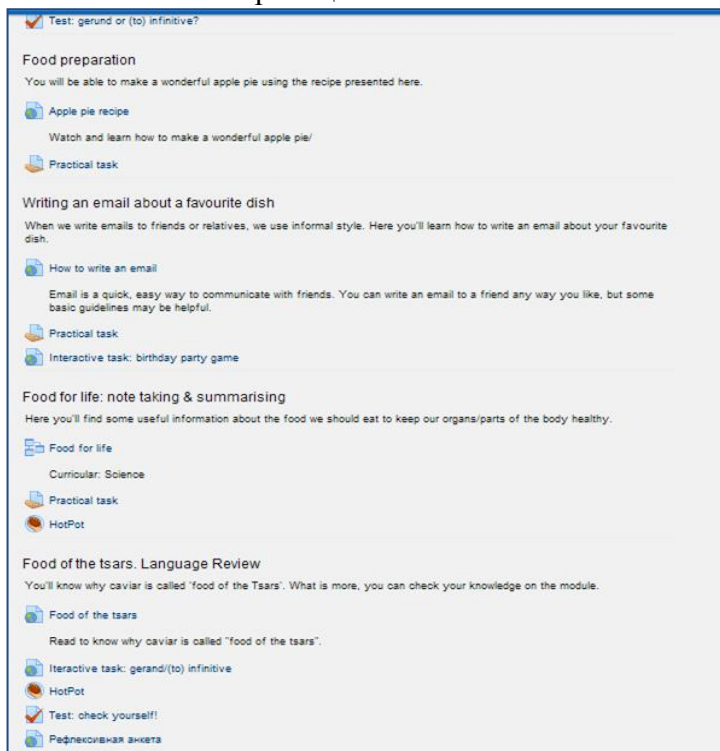 Test: gerund or (to) infinitive?
Food preparation
You will be able to make a wonderful apple pie using the recipe presented here.
Apple pie recipe
Watch and learn how to make a wonderful apple pie/
Practical task
Writing an email about a favourite dish
When we write emails to friends or relatives, we use informal style. Here you'll learn how to write an email about your favourite
dish.
How to write an email
Email is a quick, easy way to communicate with friends. You can write an email to a friend any way you like, but some
basic guidelines may be helpful.
Practical task
Interactive task: birthday party game
Food for life: note taking & summarising
Here you'll find some useful information about the food we should eat to keep our organs/parts of the body healthy.
Food for life
Curricular: Science
Practical task
HotPot
Food of the tsars. Language Review
You'll know why caviar is called 'food of the Tsars'. What is more, you can check your knowledge on the module.
Food of the tsars
Read to know why caviar is called "food of the tsars".
Iteractive task: gerand/(to) infinitive
HotPot
Test: check yourself!
Рефлексивная анкета